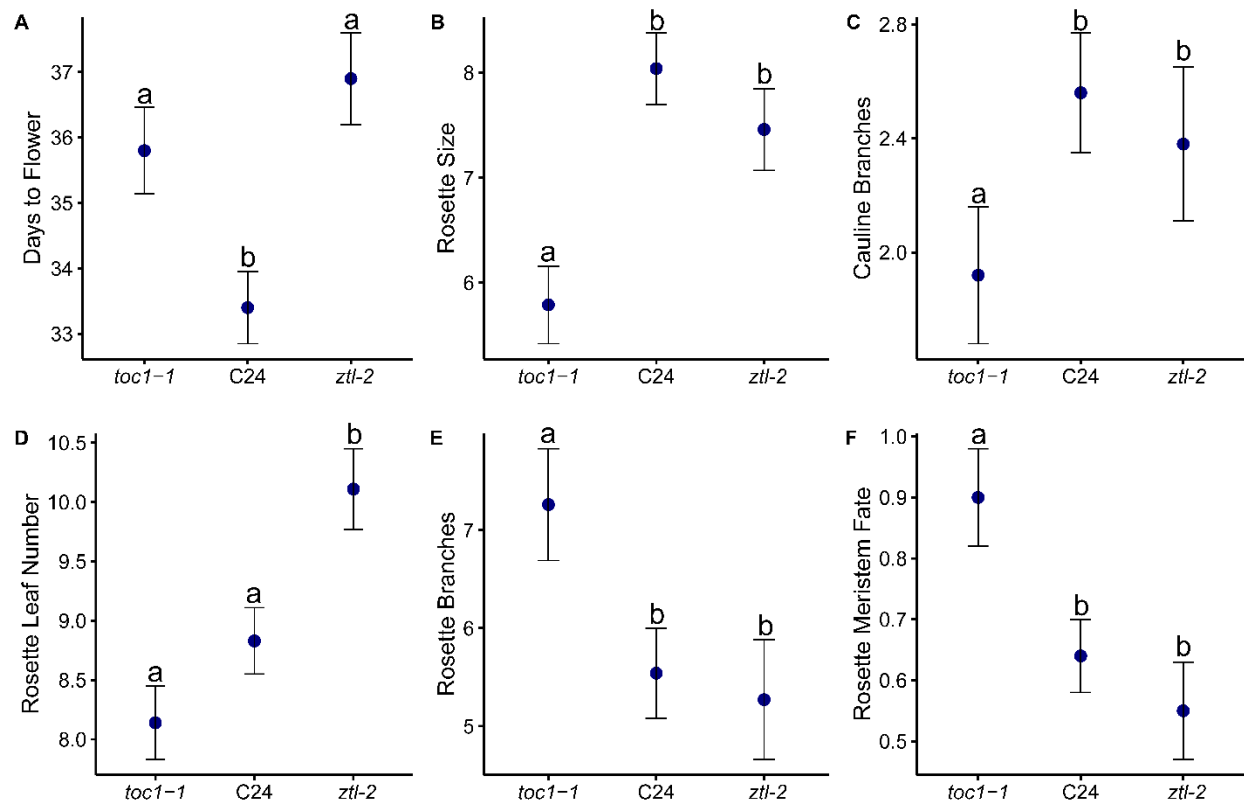 A
Days to Flower
37
36
35
34
33
a
b
a
toc1−1
C24
ztl-2
B
Rosette Size
8
7
6
a
b
b
toc1−1
C24
ztl-2
C
Cauline Branches
2.8
2.4
2.0
a
b
b
toc1−1
C24
ztl-2
D
Rosette Leaf Number
10.5
10.0
9.5
9.0
8.5
8.0
a
a
b
toc1−1
C24
ztl-2
E
Rosette Branches
7
6
5
a
b
b
toc1−1
C24
ztl-2
F
Rosette Meristem Fate
1.0
0.9
0.8
0.7
0.6
0.5
a
b
b
toc1−1
C24
ztl-2